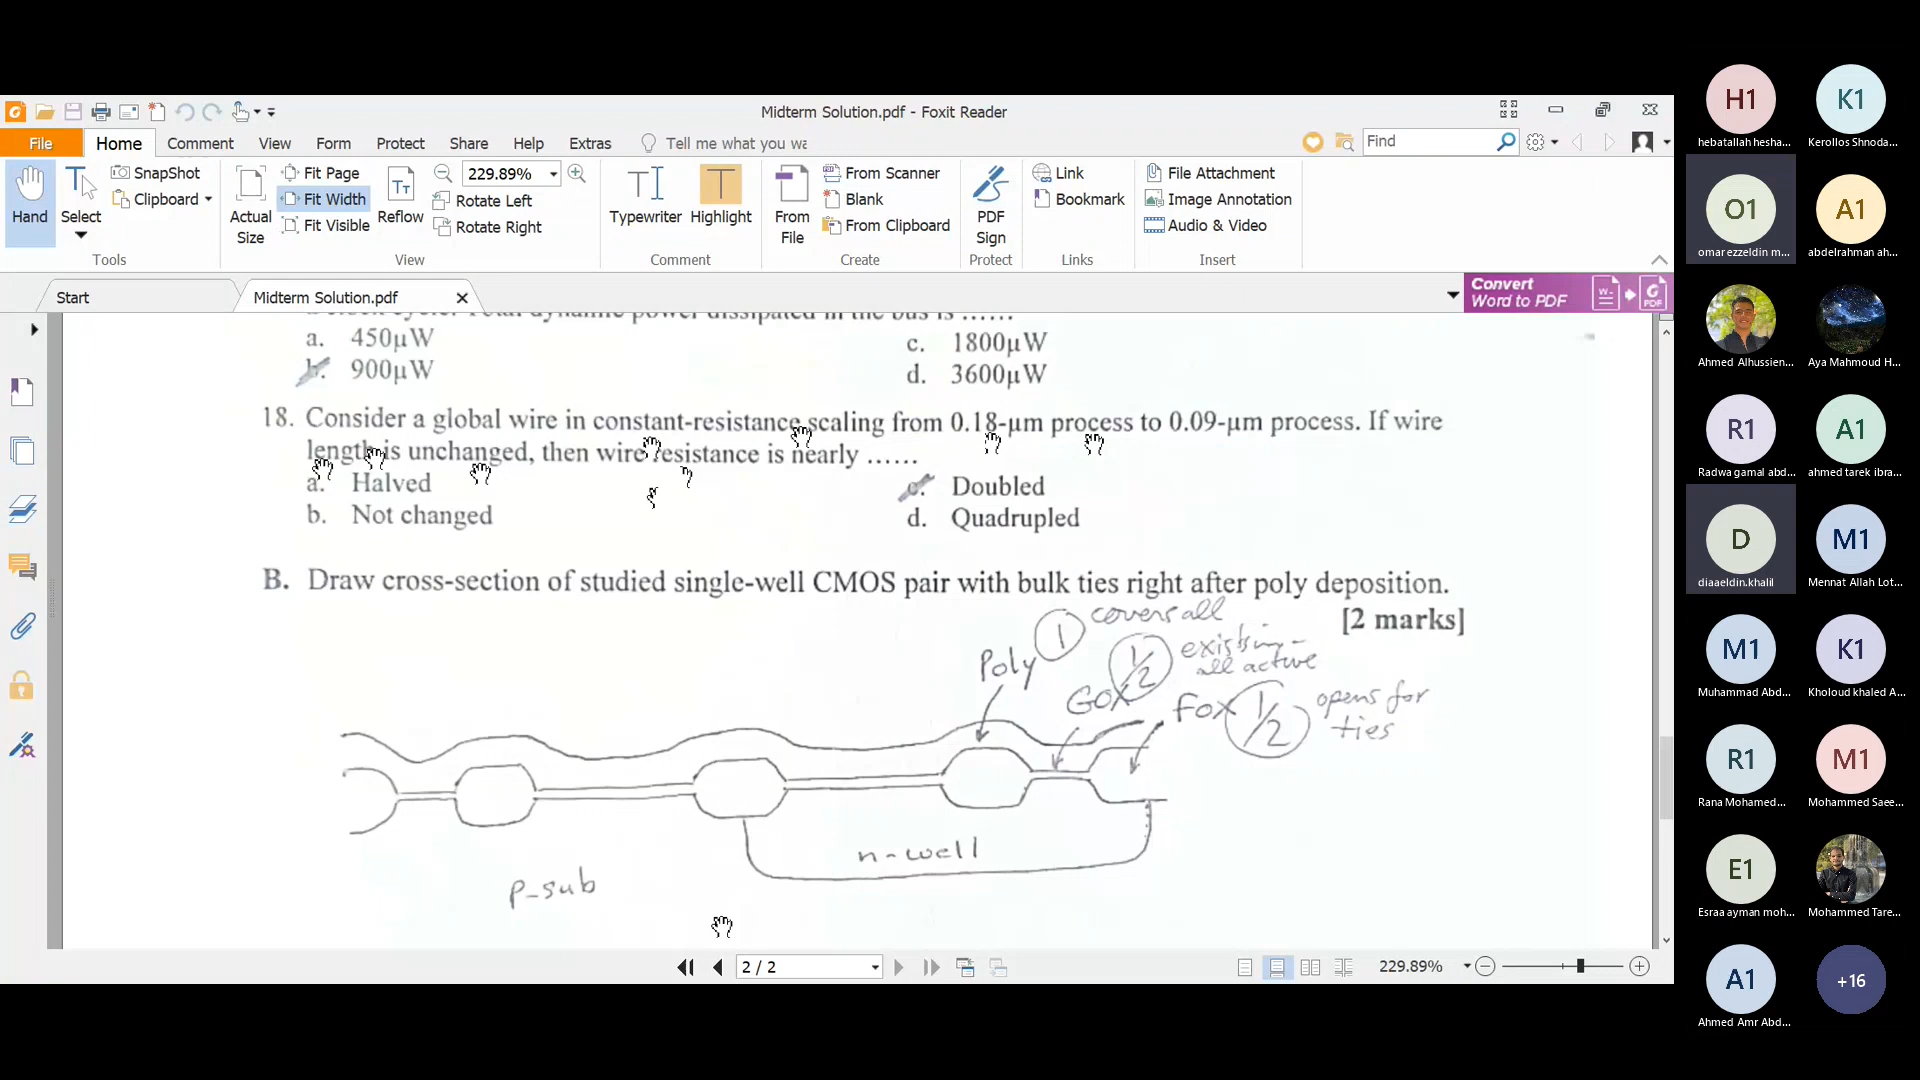 Midterm Solution.pdf - Foxit Reader
File
Home
Comment
View
Form
Protect
Share
Help
Extras
Tell me what you wa
Find
Hand
Select
SnapShot
Clipboard
Tools
Actual Size
Fit Page
Fit Width
Fit Visible
Reflow
229.89%
Rotate Left
Rotate Right
View
Typewriter
Highlight
Comment
From File
From Scanner
Blank
From Clipboard
Create
PDF Sign
Protect
Link
Bookmark
Links
File Attachment
Image Annotation
Audio & Video
Insert
Start
Midterm Solution.pdf
Convert
Word to PDF
dynamic power dissipated in the bus is ......
a. 450µW
c. 1800µW
b. 900µW
d. 3600µW
18. Consider a global wire in constant-resistance scaling from 0.18-µm process to 0.09-µm process. If wire
length is unchanged, then wire resistance is nearly ......
a. Halved
c. Doubled
b. Not changed
d. Quadrupled
B. Draw cross-section of studied single-well CMOS pair with bulk ties right after poly deposition.
[2 marks]
Poly 1 covers all
GOX 1/2 existing-
all active
FOX 1/2 opens for
ties
n-well
p-sub
2 / 2
229.89%
H1
hebatallah hesha...
K1
Kerollos Shnoda...
O1
omar ezzeldin m...
A1
abdelrahman ah...
Ahmed Alhussien...
Aya Mahmoud H...
R1
Radwa gamal abd...
A1
ahmed tarek ibra...
D
diaaeldin.khalil
M1
Mennat Allah Lot...
M1
Muhammad Abd...
K1
Kholoud khaled A...
R1
Rana Mohamed...
M1
Mohammed Saee...
E1
Esraa ayman moh...
Mohammed Tare...
A1
Ahmed Amr Abd...
+16